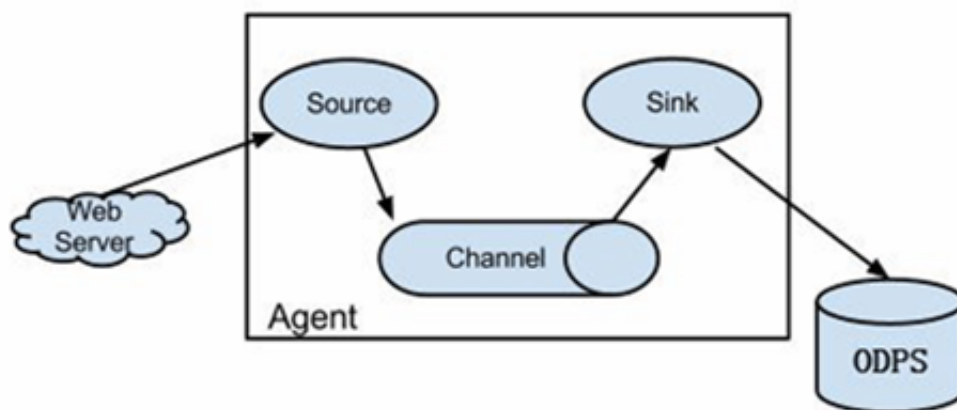 Source
Sink
Web
Server
Channel
Agent
ODPS